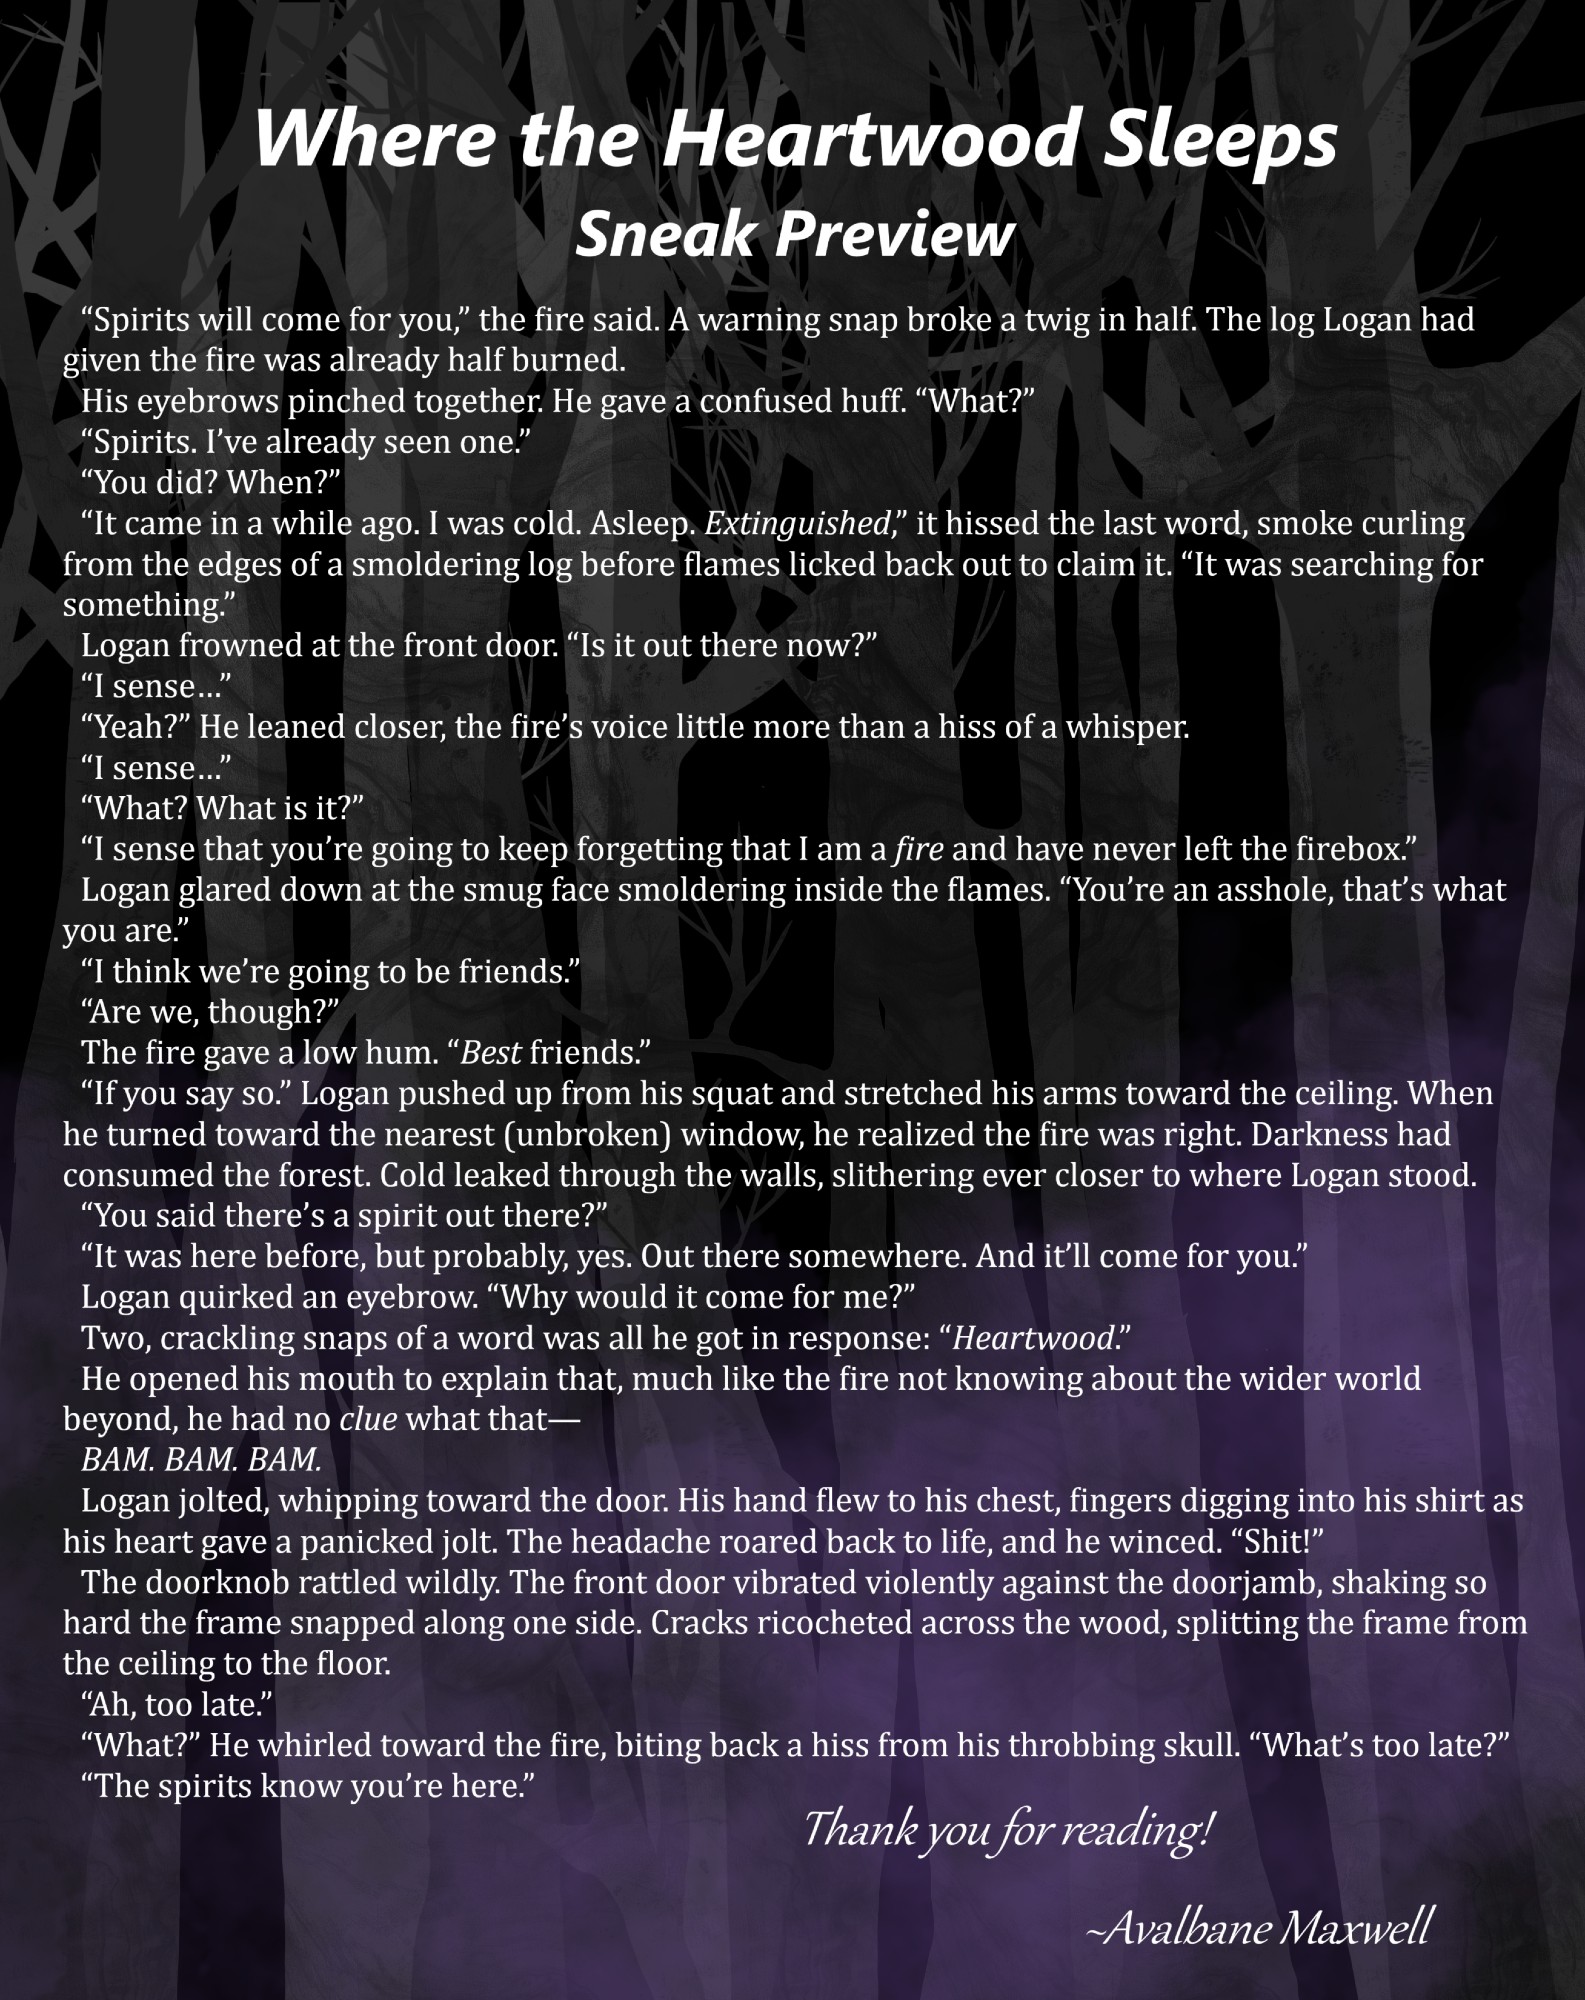 Where the Heartwood Sleeps
Sneak Preview
“Spirits will come for you,” the fire said. A warning snap broke a twig in half. The log Logan had
given the fire was already half burned.
His eyebrows pinched together. He gave a confused huff. “What?”
“Spirits. I’ve already seen one.”
“You did? When?”
“It came in a while ago. I was cold. Asleep. Extinguished,” it hissed the last word, smoke curling
from the edges of a smoldering log before flames licked back out to claim it. “It was searching for
something.”
Logan frowned at the front door. “Is it out there now?”
“I sense…”
“Yeah?” He leaned closer, the fire’s voice little more than a hiss of a whisper.
“I sense…”
“What? What is it?”
“I sense that you’re going to keep forgetting that I am a fire and have never left the firebox.”
Logan glared down at the smug face smoldering inside the flames. “You’re an asshole, that’s what
you are.”
“I think we’re going to be friends.”
“Are we, though?”
The fire gave a low hum. “Best friends.”
“If you say so.” Logan pushed up from his squat and stretched his arms toward the ceiling. When
he turned toward the nearest (unbroken) window, he realized the fire was right. Darkness had
consumed the forest. Cold leaked through the walls, slithering ever closer to where Logan stood.
“You said there’s a spirit out there?”
“It was here before, but probably, yes. Out there somewhere. And it’ll come for you.”
Logan quirked an eyebrow. “Why would it come for me?”
Two, crackling snaps of a word was all he got in response: “Heartwood.”
He opened his mouth to explain that, much like the fire not knowing about the wider world
beyond, he had no clue what that—
BAM. BAM. BAM.
Logan jolted, whipping toward the door. His hand flew to his chest, fingers digging into his shirt as
his heart gave a panicked jolt. The headache roared back to life, and he winced. “Shit!”
The doorknob rattled wildly. The front door vibrated violently against the doorjamb, shaking so
hard the frame snapped along one side. Cracks ricocheted across the wood, splitting the frame from
the ceiling to the floor.
“Ah, too late.”
“What?” He whirled toward the fire, biting back a hiss from his throbbing skull. “What’s too late?”
“The spirits know you’re here.”
Thank you for reading!
~Avalbane Maxwell